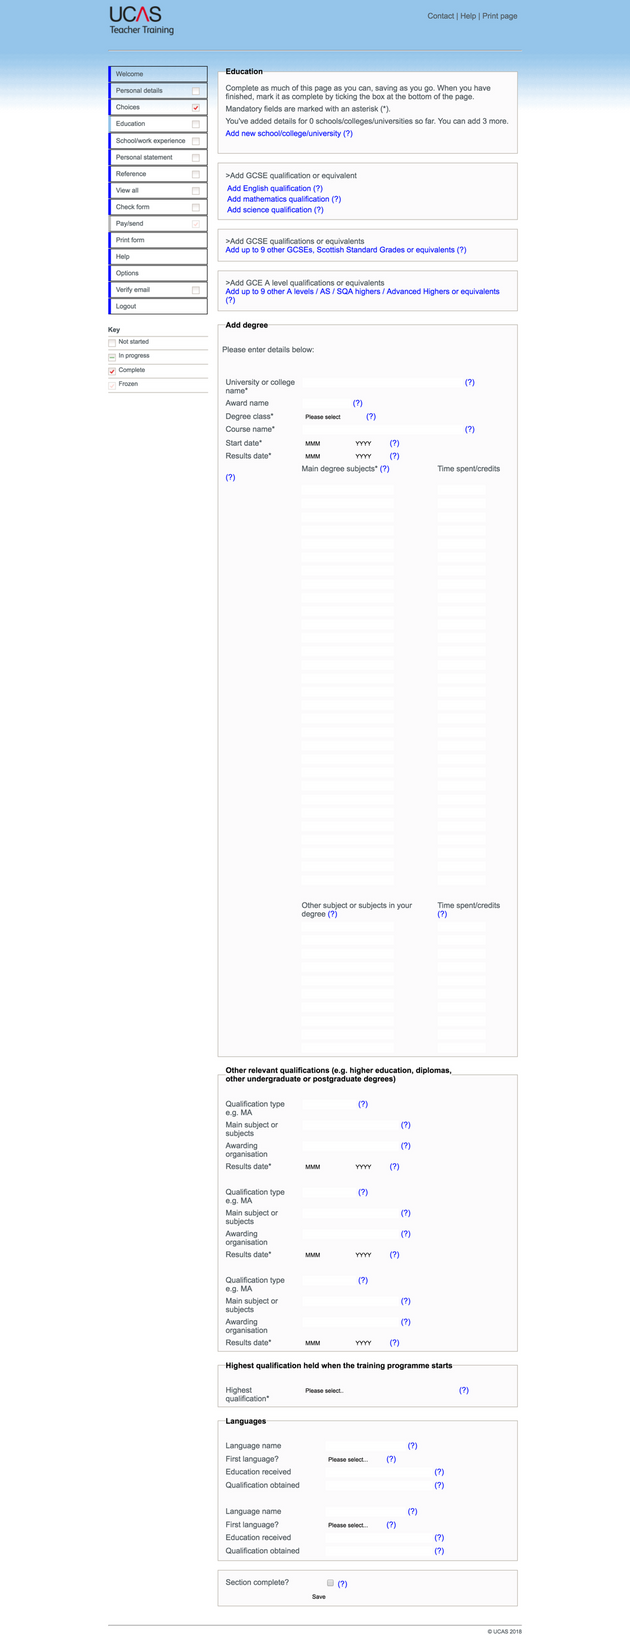 UCAS
Teacher Training
Contact | Help | Print page
Welcome
Personal details
Choices
Education
School/work experience
Personal statement
Reference
View all
Check form
Pay/send
Print form
Help
Options
Verify email
Logout
Key
Not started
In progress
Complete
Frozen
Education
Complete as much of this page as you can, saving as you go. When you have
finished, mark it as complete by ticking the box at the bottom of the page.
Mandatory fields are marked with an asterisk (*).
You've added details for 0 schools/colleges/universities so far. You can add 3 more.
Add new school/college/university (?)
>Add GCSE qualification or equivalent
Add English qualification (?)
Add mathematics qualification (?)
Add science qualification (?)
>Add GCSE qualifications or equivalents
Add up to 9 other GCSEs, Scottish Standard Grades or equivalents (?)
>Add GCE A level qualifications or equivalents
Add up to 9 other A levels / AS / SQA highers / Advanced Highers or equivalents
(?)
Add degree
Please enter details below:
University or college
name* (?)
Award name (?)
Degree class* Please select (?)
Course name* (?)
Start date* MMM YYYY (?)
Results date* MMM YYYY (?)
Main degree subjects* (?) Time spent/credits
(?)
Other subject or subjects in your
degree (?)
Time spent/credits
(?)
Other relevant qualifications (e.g. higher education, diplomas,
other undergraduate or postgraduate degrees)
Qualification type
e.g. MA (?)
Main subject or
subjects (?)
Awarding
organisation (?)
Results date* MMM YYYY (?)
Qualification type
e.g. MA (?)
Main subject or
subjects (?)
Awarding
organisation (?)
Results date* MMM YYYY (?)
Qualification type
e.g. MA (?)
Main subject or
subjects (?)
Awarding
organisation (?)
Results date* MMM YYYY (?)
Highest qualification held when the training programme starts
Highest
qualification* Please select.. (?)
Languages
Language name (?)
First language? Please select... (?)
Education received (?)
Qualification obtained (?)
Language name (?)
First language? Please select... (?)
Education received (?)
Qualification obtained (?)
Section complete? (?)
Save
© UCAS 2018